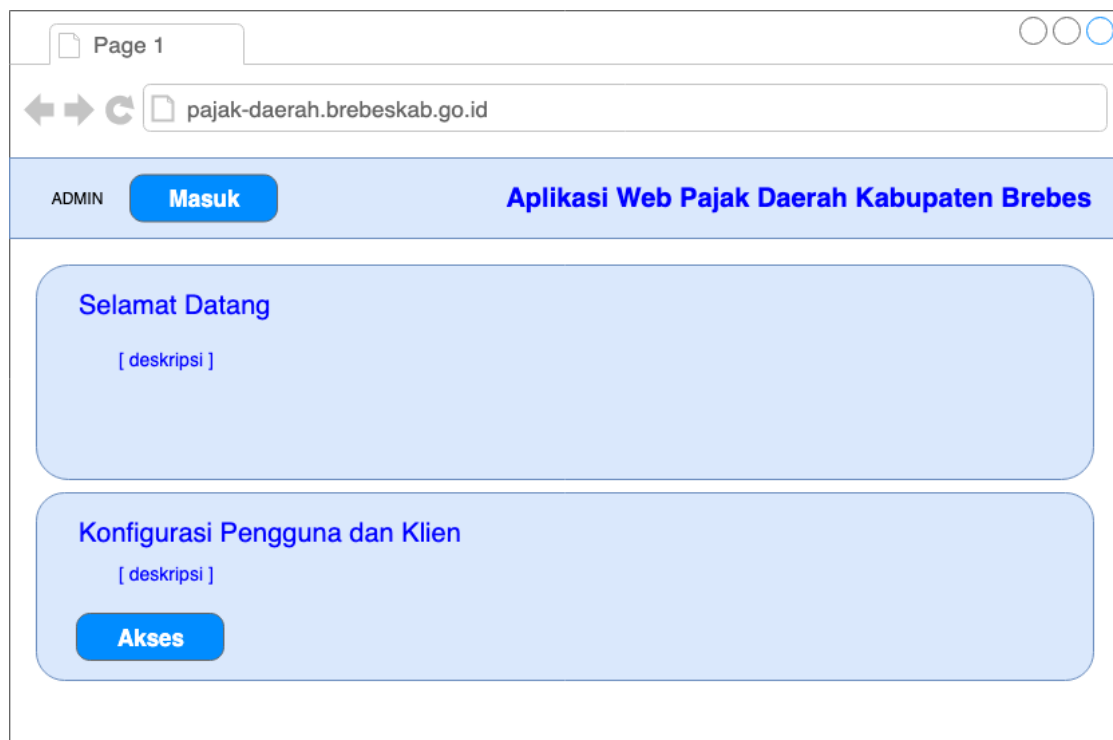 Page 1
pajak-daerah.brebeskab.go.id
ADMIN Masuk Aplikasi Web Pajak Daerah Kabupaten Brebes
Selamat Datang
[ deskripsi ]
Konfigurasi Pengguna dan Klien
[ deskripsi ]
Akses